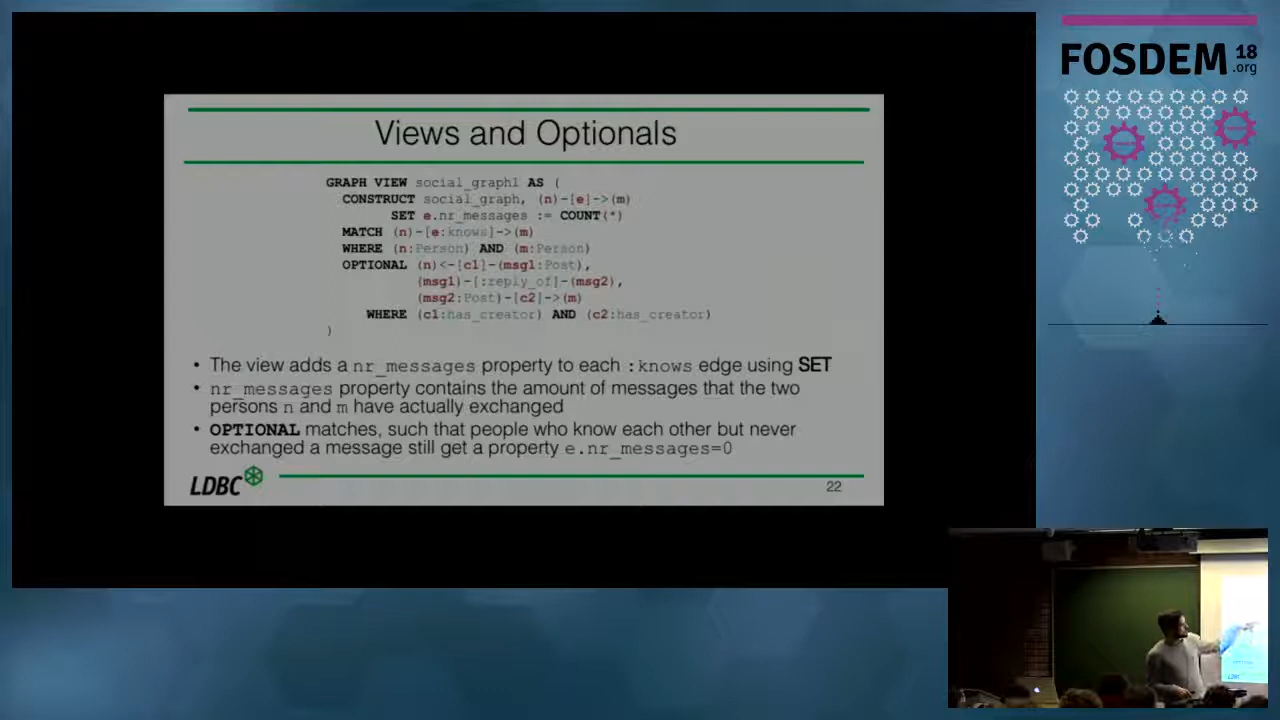 FOSDEM 18
.org
Views and Optionals
GRAPH VIEW social_graph1 AS (
CONSTRUCT social_graph, (n)-[e]->(m)
SET e.nr_messages := COUNT(*)
MATCH (n)-[e:knows]->(m)
WHERE (n:Person) AND (m:Person)
OPTIONAL (n)<-[c1]-(msg1:Post),
(msg1)-[:reply_of]-(msg2),
(msg2:Post)-[c2]->(m)
WHERE (c1:has_creator) AND (c2:has_creator)
)
• The view adds a nr_messages property to each :knows edge using SET
• nr_messages property contains the amount of messages that the two
persons n and m have actually exchanged
• OPTIONAL matches, such that people who know each other but never
exchanged a message still get a property e.nr_messages=0
LDBC
22
LDBC